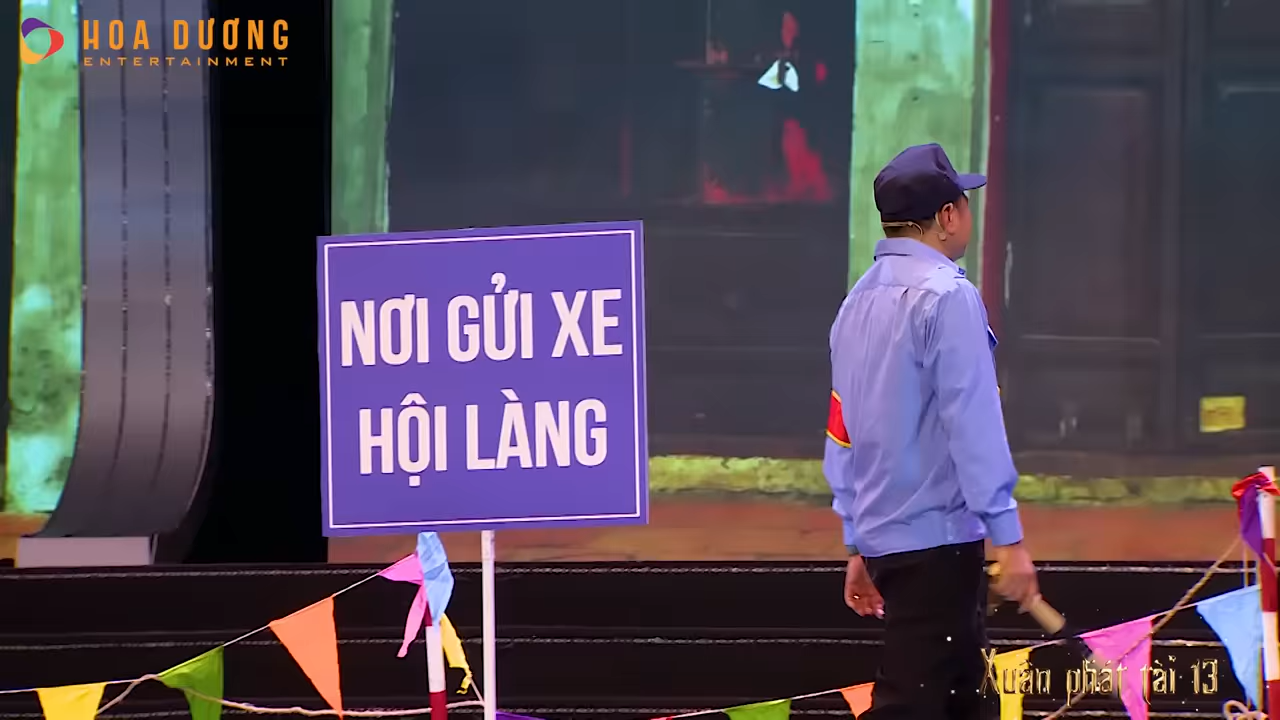 HOA DƯƠNG
ENTERTAINMENT
NƠI GỬI XE
HỘI LÀNG
Xuân phát tài 13